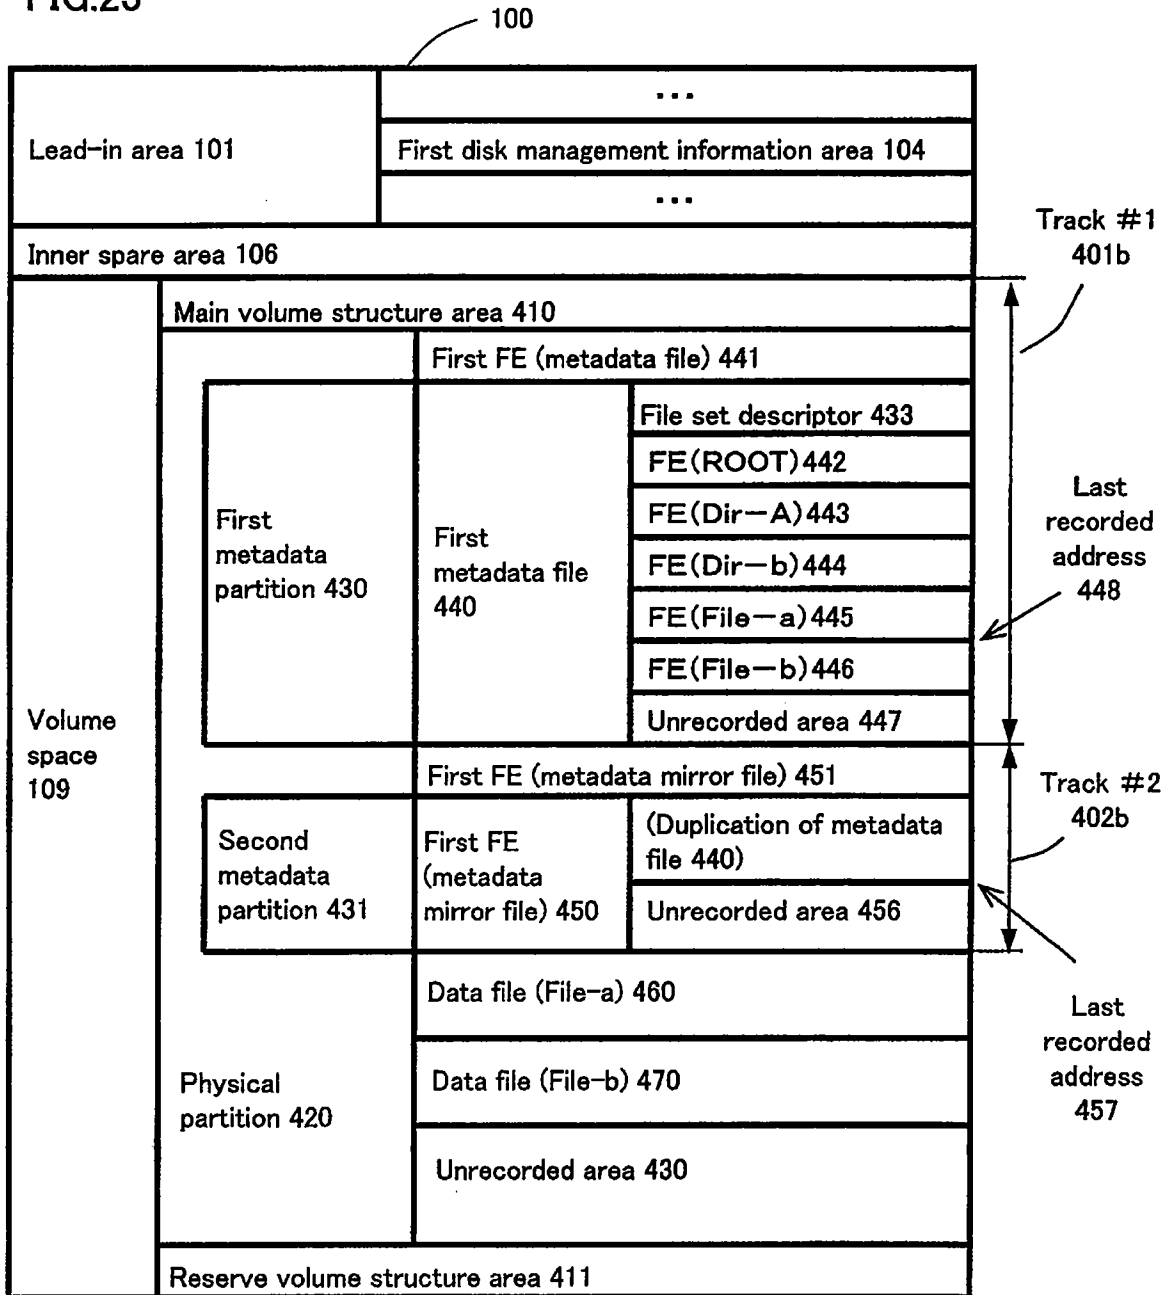 FIG.23
100
...
Lead-in area 101
First disk management information area 104
...
Inner spare area 106
Track #1
401b
Main volume structure area 410
First FE (metadata file) 441
File set descriptor 433
FE(ROOT)442
FE(Dir-A)443
FE(Dir-b)444
FE(File-a)445
FE(File-b)446
Unrecorded area 447
First
metadata
partition 430
First
metadata file
440
Last
recorded
address
448
Volume
space
109
First FE (metadata mirror file) 451
Track #2
402b
Second
metadata
partition 431
First FE
(metadata
mirror file) 450
(Duplication of metadata
file 440)
Unrecorded area 456
Data file (File-a) 460
Last
recorded
address
457
Physical
partition 420
Data file (File-b) 470
Unrecorded area 430
Reserve volume structure area 411